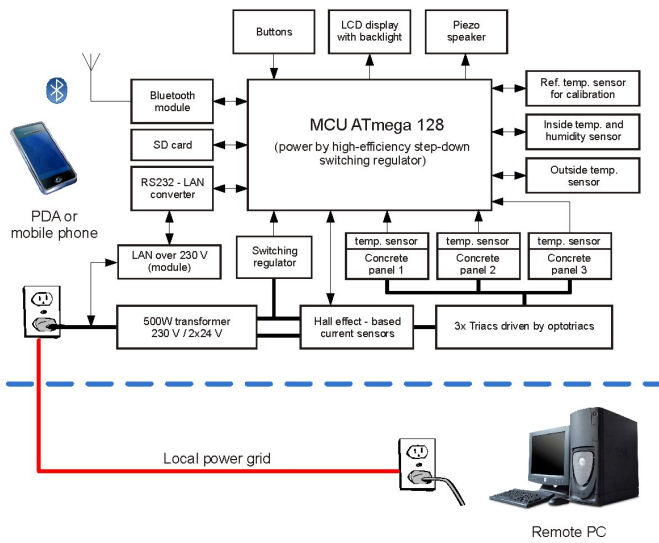 Buttons
LCD display
with backlight
Piezo
speaker
Bluetooth
module
MCU ATmega 128
(power by high-efficiency step-down
switching regulator)
Ref. temp. sensor
for calibration
SD card
Inside temp. and
humidity sensor
RS232 - LAN
converter
Outside temp.
sensor
PDA or
mobile phone
LAN over 230 V
(module)
Switching
regulator
temp. sensor
Concrete
panel 1
temp. sensor
Concrete
panel 2
temp. sensor
Concrete
panel 3
500W transformer
230 V / 2x24 V
Hall effect - based
current sensors
3x Triacs driven by optotriacs
Local power grid
Remote PC